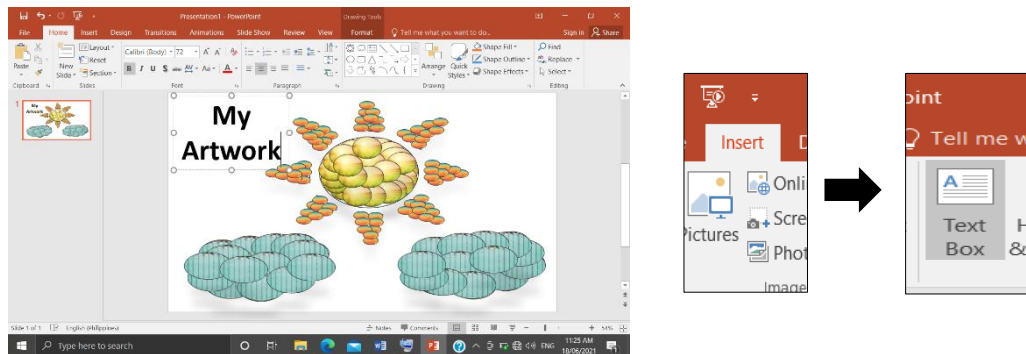 Presentation1 - PowerPoint
Drawing Tools
File Home Insert Design Transitions Animations Slide Show Review View Format Tell me what you want to do... Sign in Share
Paste
New Slide
Layout
Reset
Section
Calibri (Body) 72
Arrange
Quick Styles
Shape Fill
Shape Outline
Shape Effects
Find
Replace
Select
Clipboard Slides Font Paragraph Drawing Editing
1
My
Artwork
My
Artwork
Slide 1 of 1 English (Philippines) Notes Comments 54%
Type here to search
ENG
11:25 AM
18/06/2021
Insert
Pictures
Onli
Scre
Phot
Image
oint
Tell me w
A
Text
Box
H
&